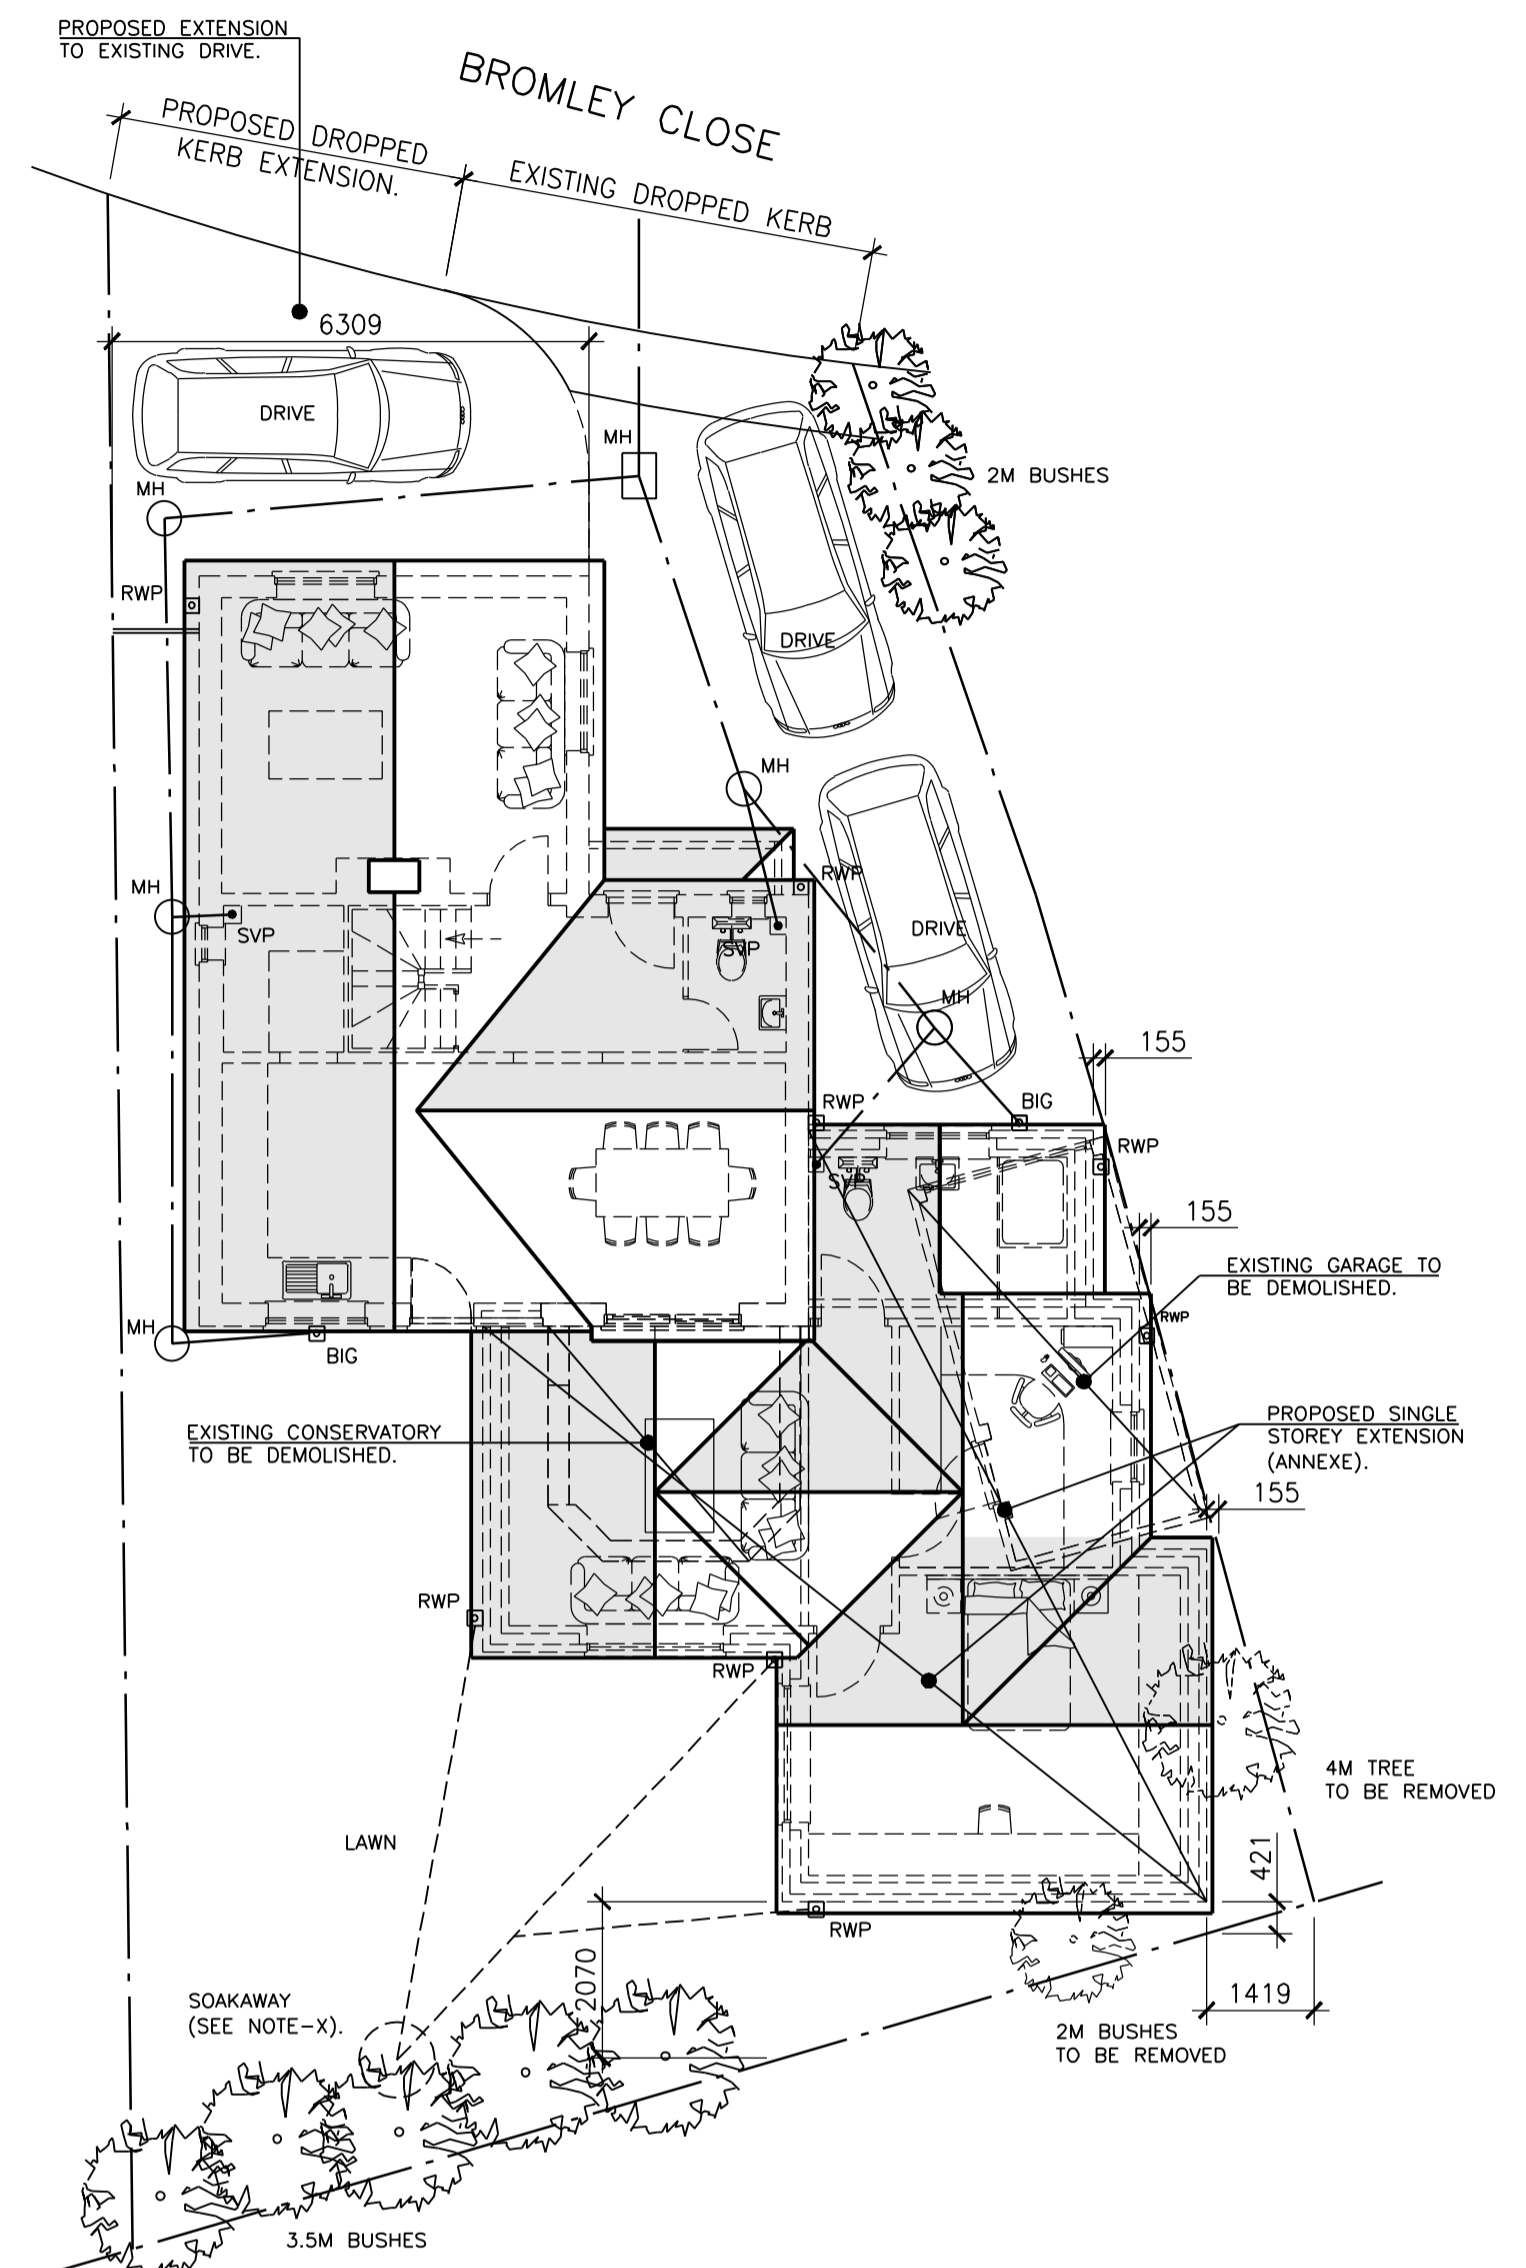 PROPOSED EXTENSION
TO EXISTING DRIVE.
BROMLEY CLOSE
PROPOSED DROPPED
KERB EXTENSION.
EXISTING DROPPED KERB
6309
DRIVE
MH
MH
2M BUSHES
RWP
DRIVE
MH
RWP
MH
SVP
SVP
DRIVE
MH
155
RWP
BIG
RWP
SVP
155
EXISTING GARAGE TO
BE DEMOLISHED.
RWP
MH
BIG
PROPOSED SINGLE
STOREY EXTENSION
(ANNEXE).
EXISTING CONSERVATORY
TO BE DEMOLISHED.
155
RWP
RWP
4M TREE
TO BE REMOVED
LAWN
421
RWP
2070
1419
SOAKAWAY
(SEE NOTE-X).
2M BUSHES
TO BE REMOVED
3.5M BUSHES